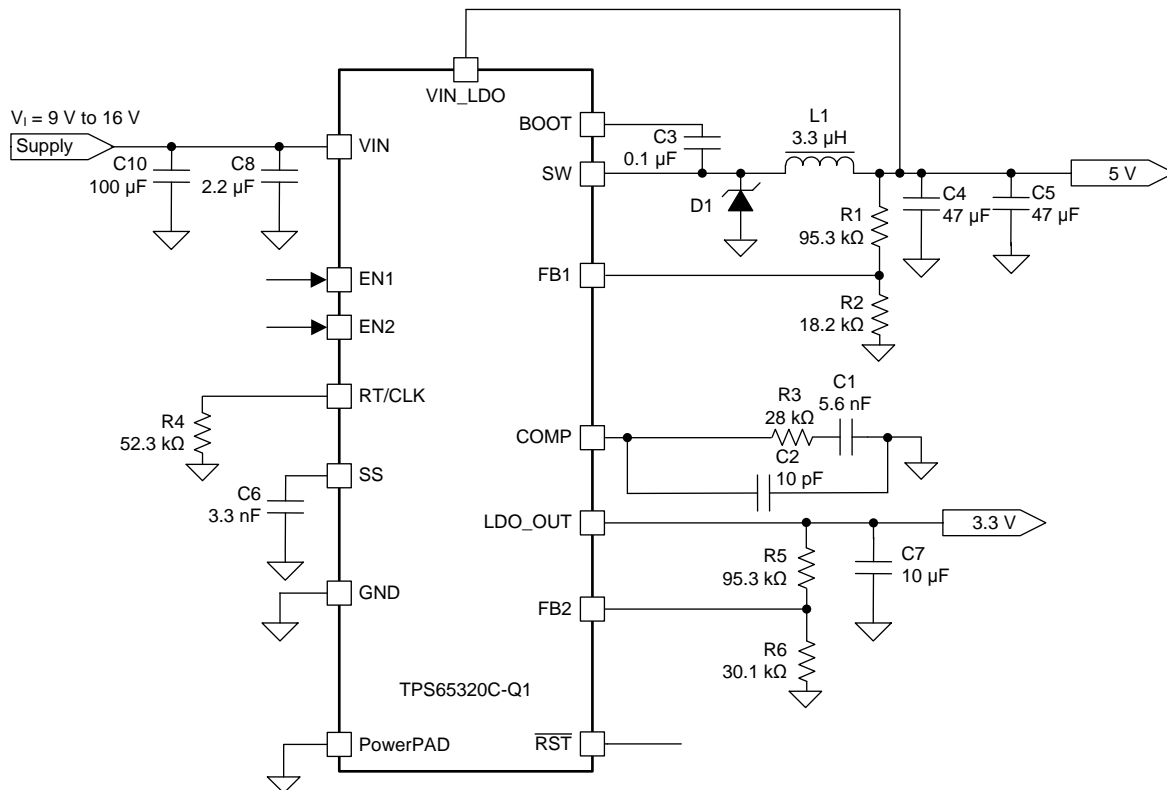 VIN_LDO
V_I = 9 V to 16 V
Supply
C10
100 µF
C8
2.2 µF
VIN
BOOT
C3
0.1 µF
L1
3.3 µH
SW
D1
5 V
C4
47 µF
C5
47 µF
R1
95.3 kΩ
EN1
FB1
R2
18.2 kΩ
EN2
RT/CLK
R4
52.3 kΩ
COMP
R3
28 kΩ
C1
5.6 nF
C2
10 pF
SS
C6
3.3 nF
LDO_OUT
3.3 V
R5
95.3 kΩ
C7
10 µF
GND
FB2
R6
30.1 kΩ
TPS65320C-Q1
PowerPAD
RST